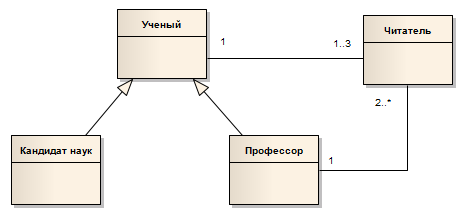 Ученый
Читатель
1
1..3
2..*
Кандидат наук
Профессор
1